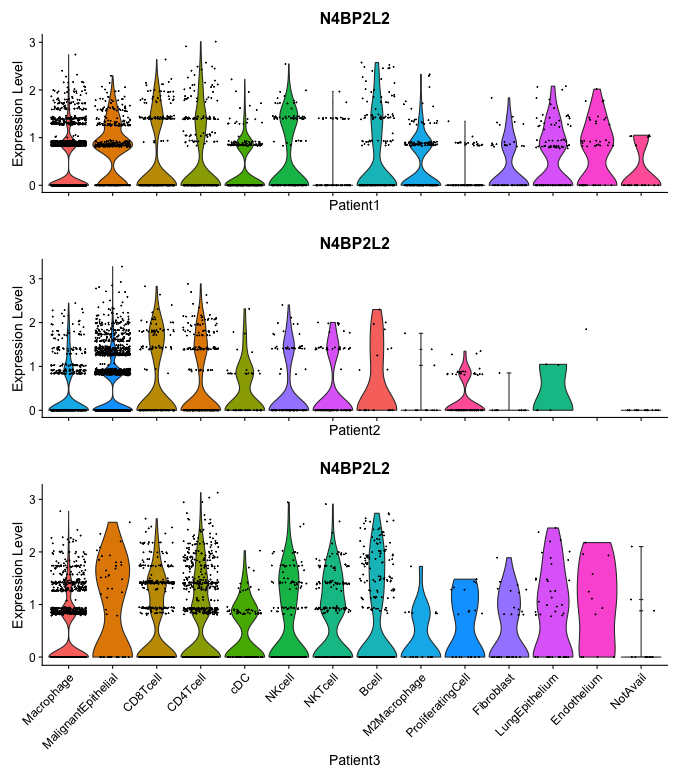 N4BP2L2
Expression Level
3
2
1
0
Patient1
N4BP2L2
Expression Level
3
2
1
0
Patient2
N4BP2L2
Expression Level
3
2
1
0
Macrophage
MalignantEpithelial
CD8Tcell
CD4Tcell
cDC
NKcell
NKTcell
Bcell
M2Macrophage
ProliferatingCell
Fibroblast
LungEpithelium
Endothelium
NotAvail
Patient3